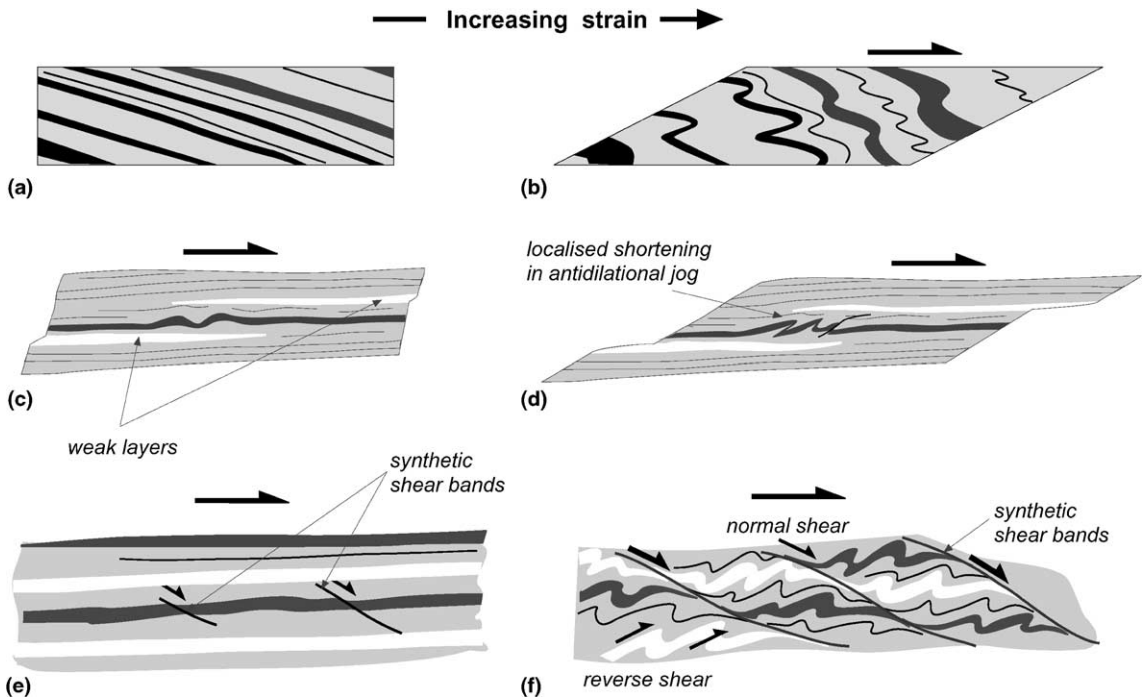 Increasing strain
(a)
(b)
(c)
weak layers
localised shortening
in antidilational jog
(d)
synthetic
shear bands
(e)
normal shear
synthetic
shear bands
reverse shear
(f)